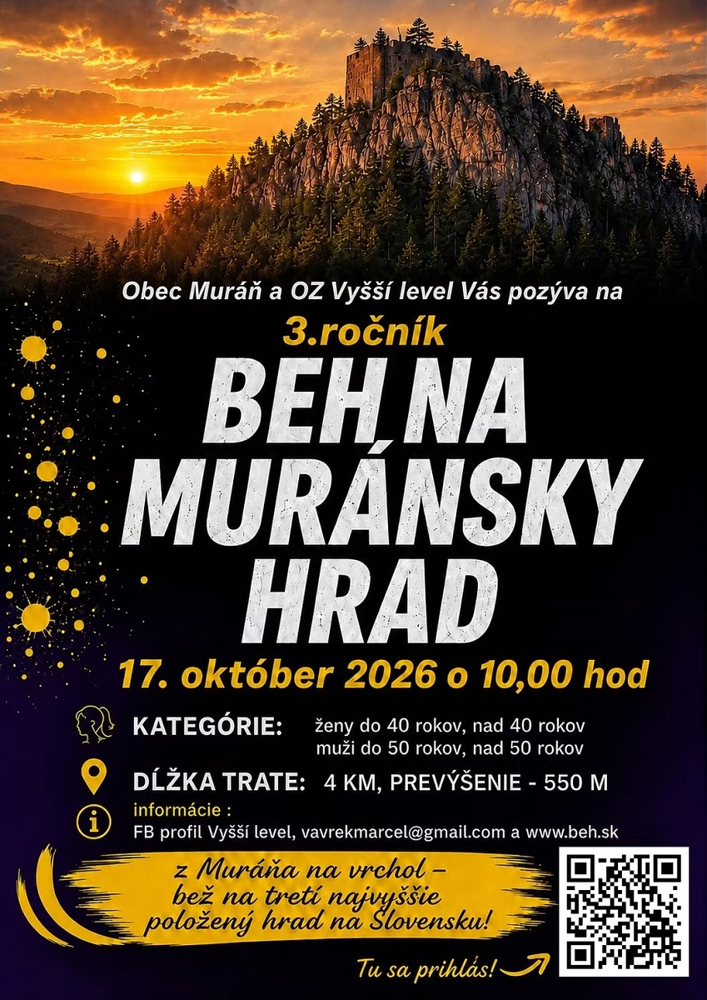 Obec Muráň a OZ Vyšší level Vás pozýva na
3.ročník
BEH NA
MURÁNSKY
HRAD
17. október 2026 o 10,00 hod
KATEGÓRIE: ženy do 40 rokov, nad 40 rokov
muži do 50 rokov, nad 50 rokov
DĹŽKA TRATE: 4 KM, PREVÝŠENIE - 550 M
informácie :
FB profil Vyšší level, vavrekmarcel@gmail.com a www.beh.sk
z Muráňa na vrchol –
bež na tretí najvyššie
položený hrad na Slovensku!
Tu sa prihlás!